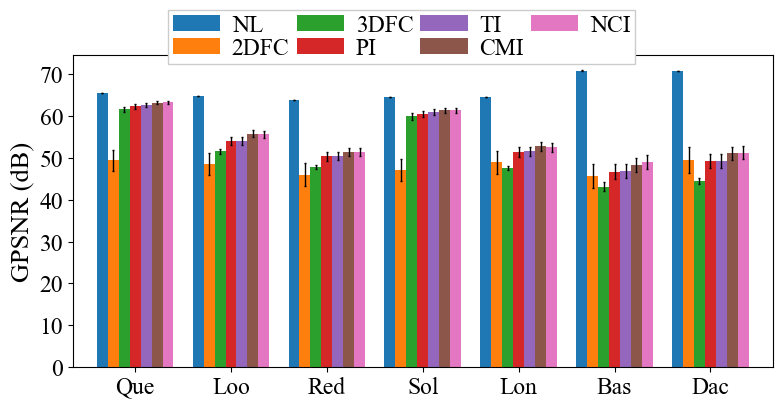 NL 3DFC TI NCI
2DFC PI CMI
GPSNR (dB)
70
60
50
40
30
20
10
0
Que Loo Red Sol Lon Bas Dac